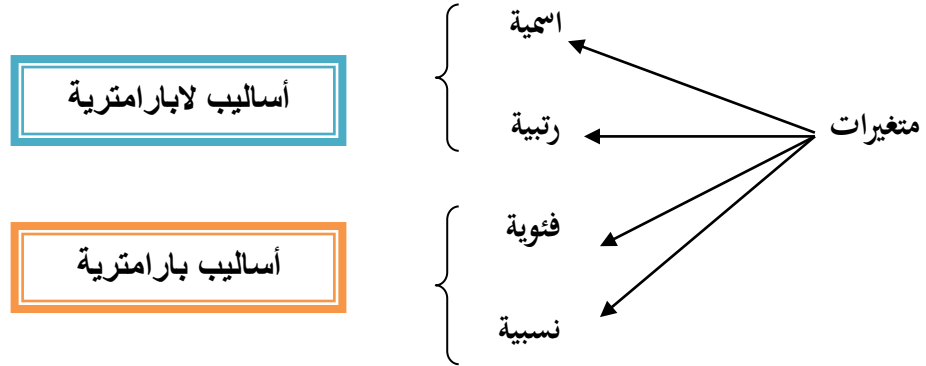 متغيرات
اسمية
رتبية
فئوية
نسبية
أساليب لابارامترية
أساليب بارامترية